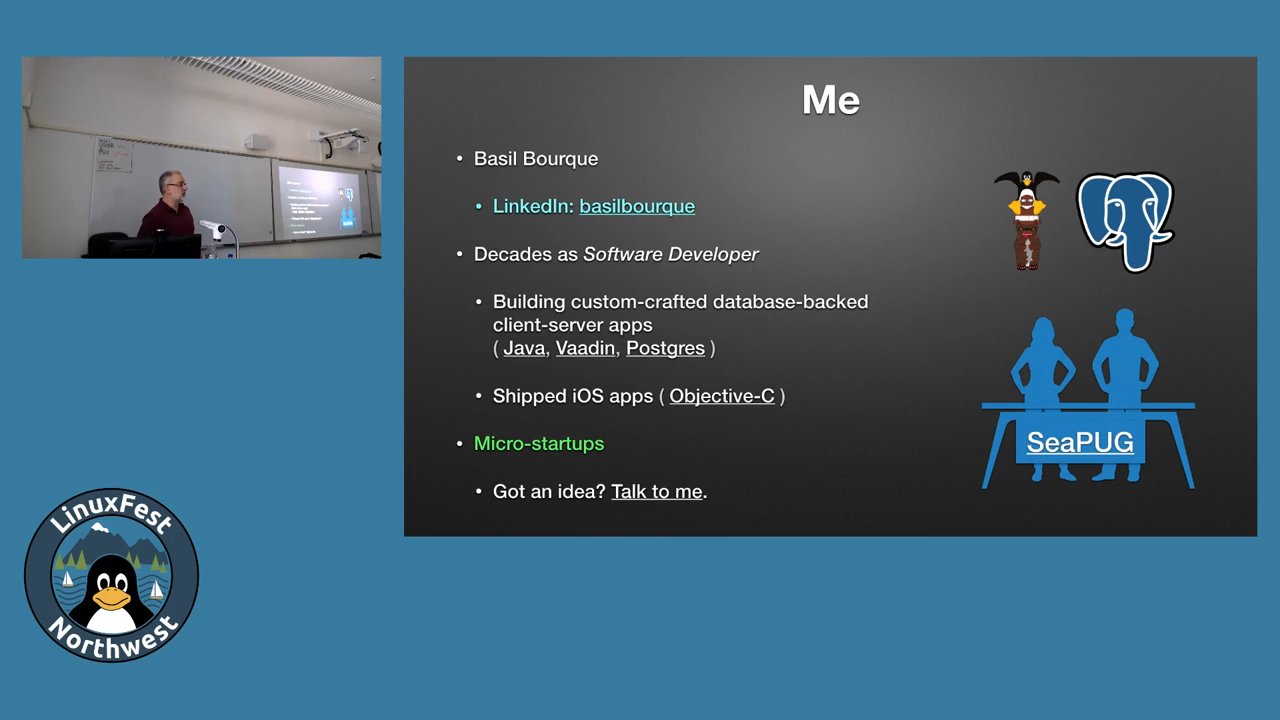 Me
• Basil Bourque
• LinkedIn: basilbourque
• Decades as Software Developer
• Building custom-crafted database-backed
client-server apps
( Java, Vaadin, Postgres )
• Shipped iOS apps ( Objective-C )
• Micro-startups
• Got an idea? Talk to me.
SeaPUG
LinuxFest
Northwest